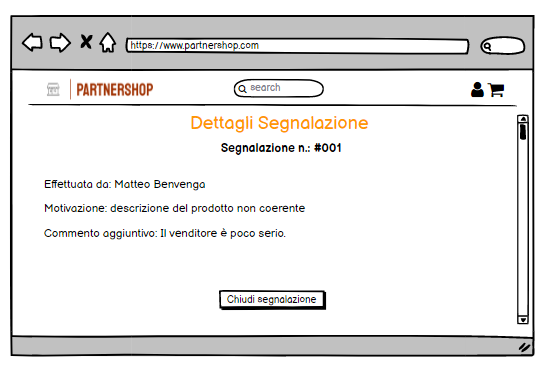 https://www.partnershop.com
PARTNERSHOP
search
Dettagli Segnalazione
Segnalazione n.: #001
Effettuata da: Matteo Benvenga
Motivazione: descrizione del prodotto non coerente
Commento aggiuntivo: Il venditore è poco serio.
Chiudi segnalazione